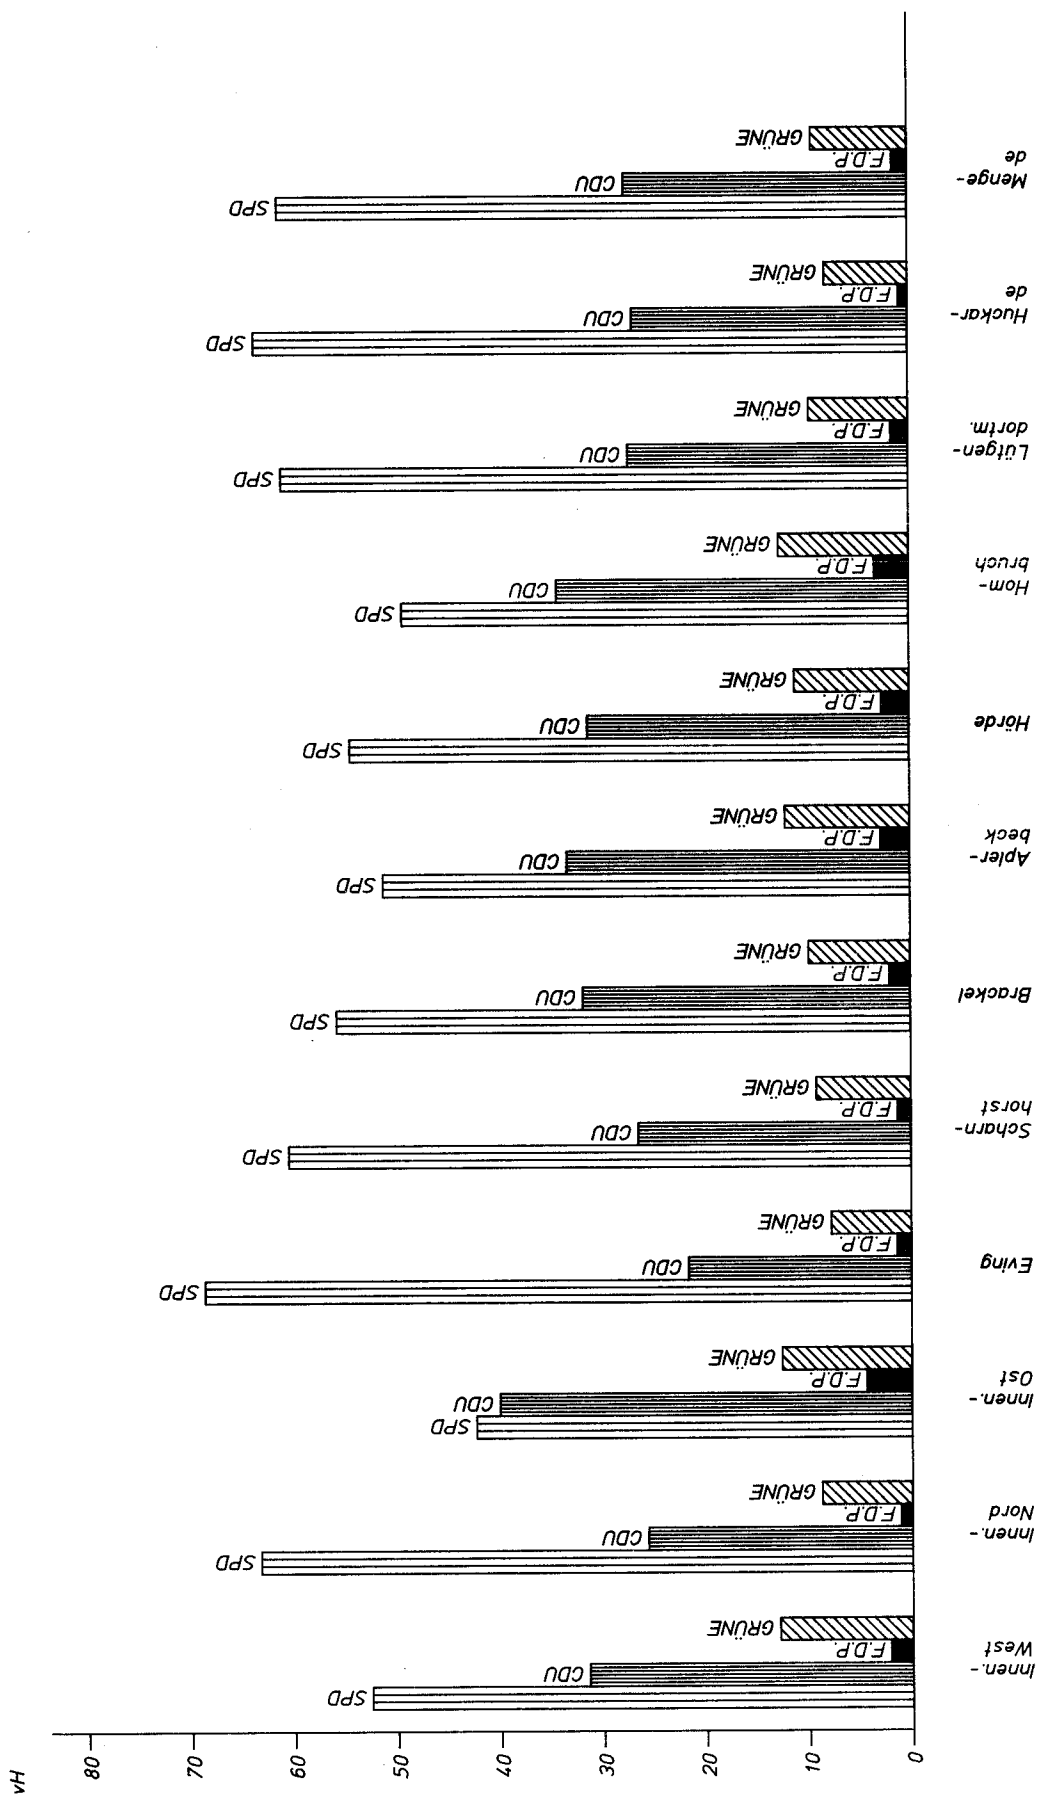 vH
80
70
60
50
40
30
20
10
0
SPD
CDU
F.D.P.
GRÜNE
Innen.-
West
SPD
CDU
F.D.P.
GRÜNE
Innen.-
Nord
SPD
CDU
F.D.P.
GRÜNE
Innen.-
Ost
SPD
CDU
F.D.P.
GRÜNE
Eving
SPD
CDU
F.D.P.
GRÜNE
Scharn-
horst
SPD
CDU
F.D.P.
GRÜNE
Brackel
SPD
CDU
F.D.P.
GRÜNE
Apler-
beck
SPD
CDU
F.D.P.
GRÜNE
Hörde
SPD
CDU
F.D.P.
GRÜNE
Hom-
bruch
SPD
CDU
F.D.P.
GRÜNE
Lütgen-
dortm.
SPD
CDU
F.D.P.
GRÜNE
Huckar-
de
SPD
CDU
F.D.P.
GRÜNE
Menge-
de